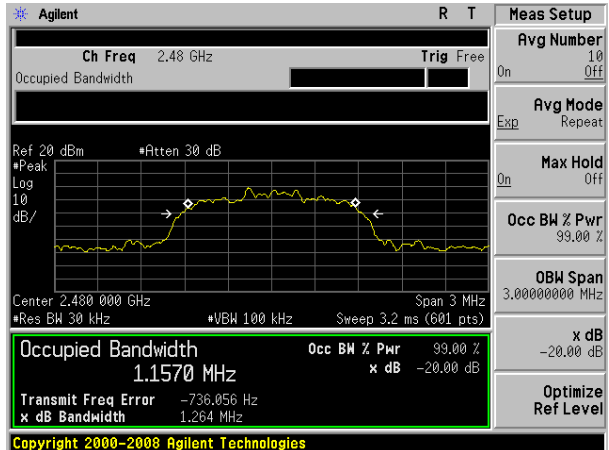 Agilent R T
Ch Freq 2.48 GHz Trig Free
Occupied Bandwidth
Ref 20 dBm #Atten 30 dB
#Peak
Log
10
dB/
Center 2.480 000 GHz Span 3 MHz
#Res BW 30 kHz #VBW 100 kHz Sweep 3.2 ms (601 pts)
Occupied Bandwidth Occ BW % Pwr 99.00 %
1.1570 MHz x dB -20.00 dB
Transmit Freq Error -736.056 Hz
x dB Bandwidth 1.264 MHz
Copyright 2000-2008 Agilent Technologies
Meas Setup
Avg Number
10
On Off
Avg Mode
Exp Repeat
Max Hold
On Off
Occ BW % Pwr
99.00 %
OBW Span
3.00000000 MHz
x dB
-20.00 dB
Optimize
Ref Level